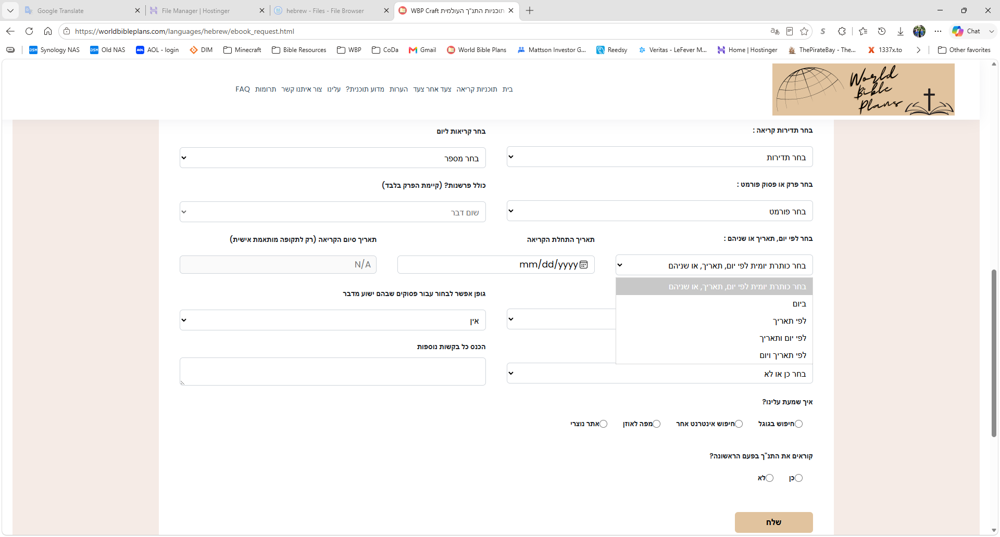 Google Translate
File Manager | Hostinger
hebrew - Files - File Browser
WBP Craft תוכניות התנ"ך העולמית
https://worldbibleplans.com/languages/hebrew/ebook_request.html
Chat
Synology NAS
Old NAS
AOL - login
DIM
Minecraft
Bible Resources
WBP
CoDa
Gmail
World Bible Plans
Mattson Investor G...
Reedsy
Veritas - LeFever M...
Home | Hostinger
ThePirateBay - The...
1337x.to
Other favorites
World
Bible
Plans
בית תוכניות קריאה צעד אחר צעד הערות מדוע תוכנית? עלינו צור איתנו קשר תרומות FAQ
בחר תדירות קריאה :
בחר קריאות ליום
בחר תדירות
בחר מספר
בחר פרק או פסוק פורמט :
כולל פרשנות? (קיימת הפרק בלבד)
בחר פורמט
שום דבר
בחר לפי יום, תאריך או שניהם :
תאריך התחלת הקריאה
תאריך סיום הקריאה (רק לתקופה מותאמת אישית)
בחר כותרת יומית לפי יום, תאריך, או שניהם
mm/dd/yyyy
N/A
בחר כותרת יומית לפי יום, תאריך, או שניהם
ביום
לפי תאריך
לפי יום ותאריך
לפי תאריך ויום
גופן אפשר לבחור עבור פסוקים שבהם ישוע מדבר
אין
הכנס כל בקשות נוספות
בחר כן או לא
איך שמעת עלינו?
חיפוש בגוגל
חיפוש אינטרנט אחר
מפה לאוזן
אתר נוצרי
קוראים את התנ"ך בפעם הראשונה?
כן
לא
שלח